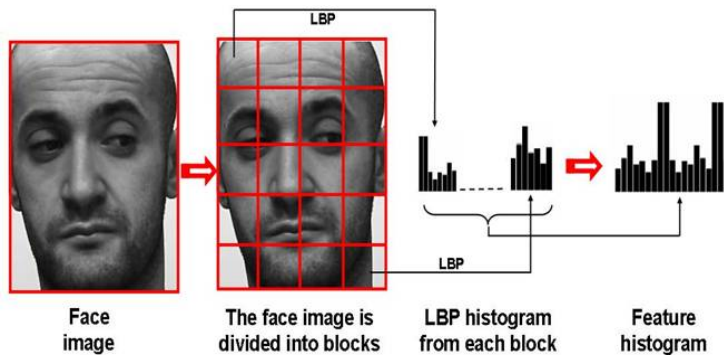 LBP
LBP
Face
image
The face image is
divided into blocks
LBP histogram
from each block
Feature
histogram